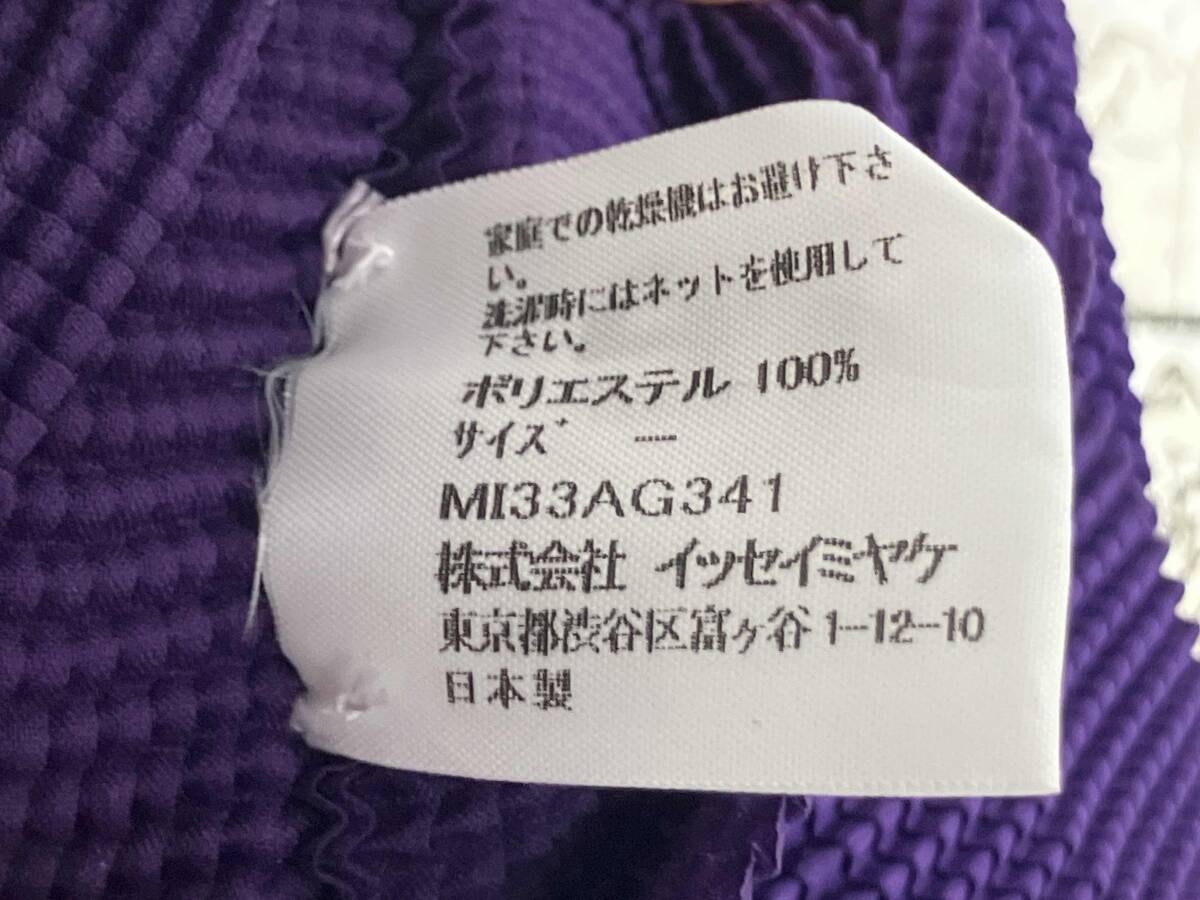 家庭での乾燥機はお避け下さ
い。
洗濯時にはネットを使用して
下さい。
ポリエステル 100%
サイズ ―
MI33AG341
株式会社 イッセイミヤケ
東京都渋谷区富ヶ谷1-12-10
日本製